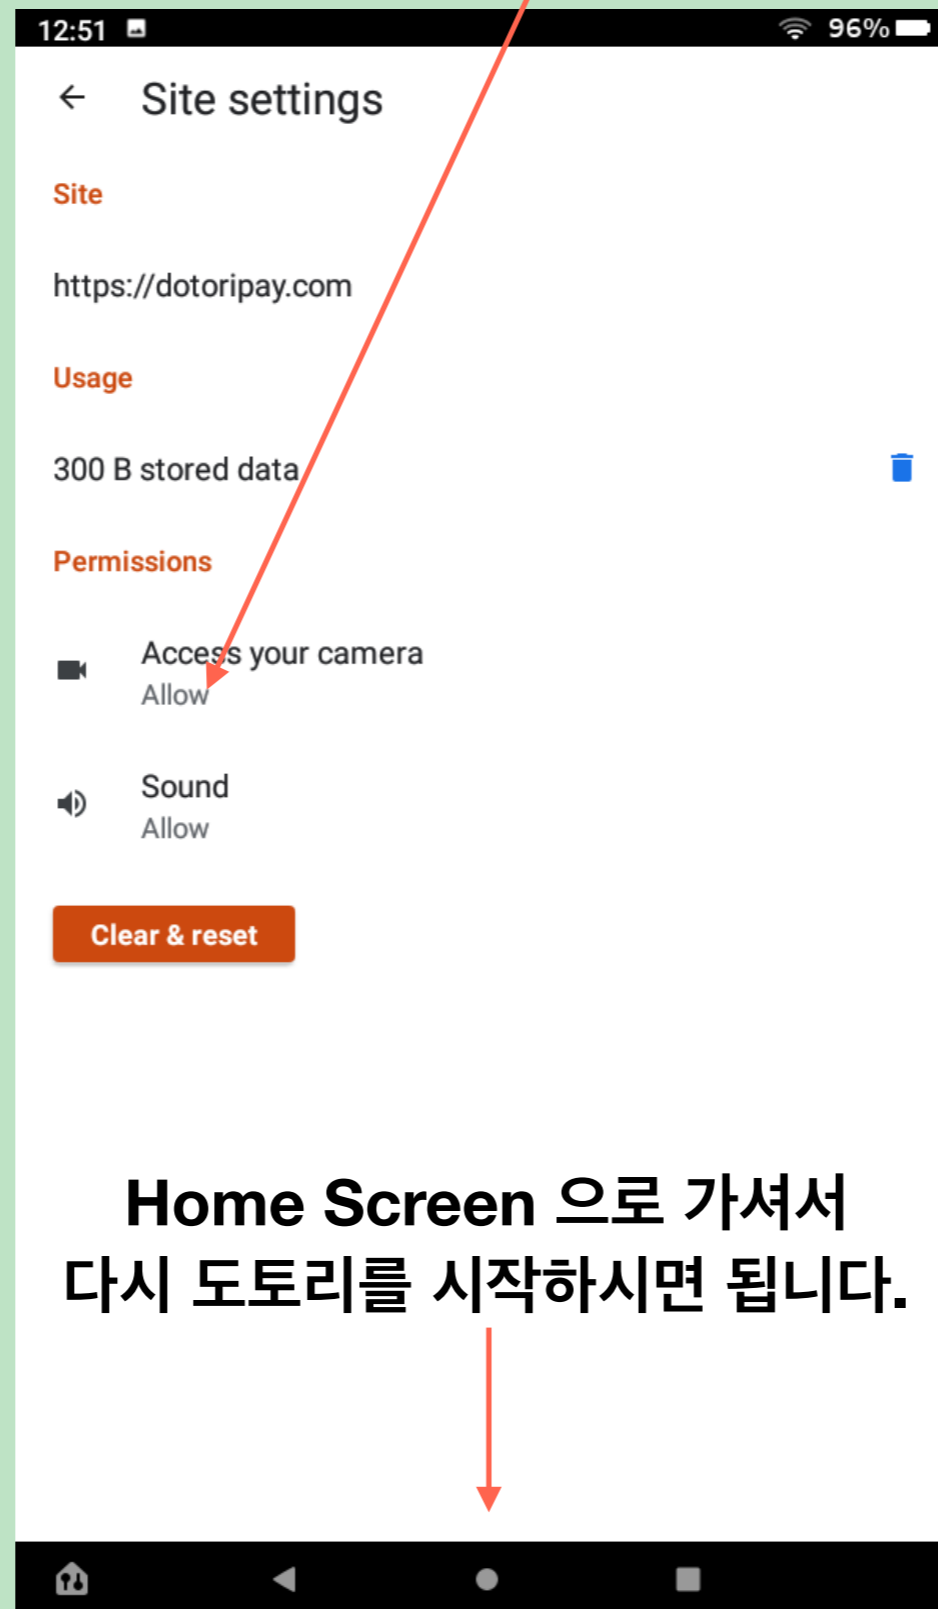 12:51
96%
Site settings
Site
https://dotoripay.com
Usage
300 B stored data
Permissions
Access your camera
Allow
Sound
Allow
Clear & reset
Home Screen 으로 가셔서
다시 도토리를 시작하시면 됩니다.